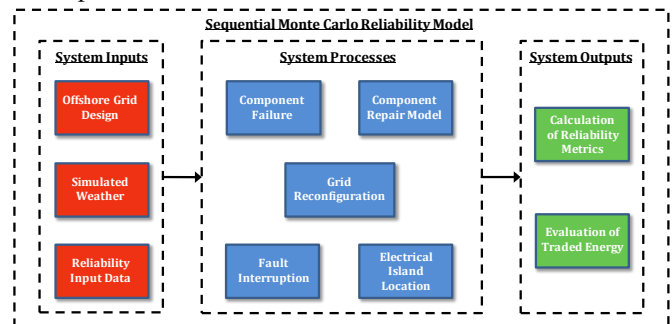 Sequential Monte Carlo Reliability Model
System Inputs
Offshore Grid
Design
Simulated
Weather
Reliability
Input Data
System Processes
Component
Failure
Component
Repair Model
Grid
Reconfiguration
Fault
Interruption
Electrical
Island
Location
System Outputs
Calculation
of Reliability
Metrics
Evaluation of
Traded Energy